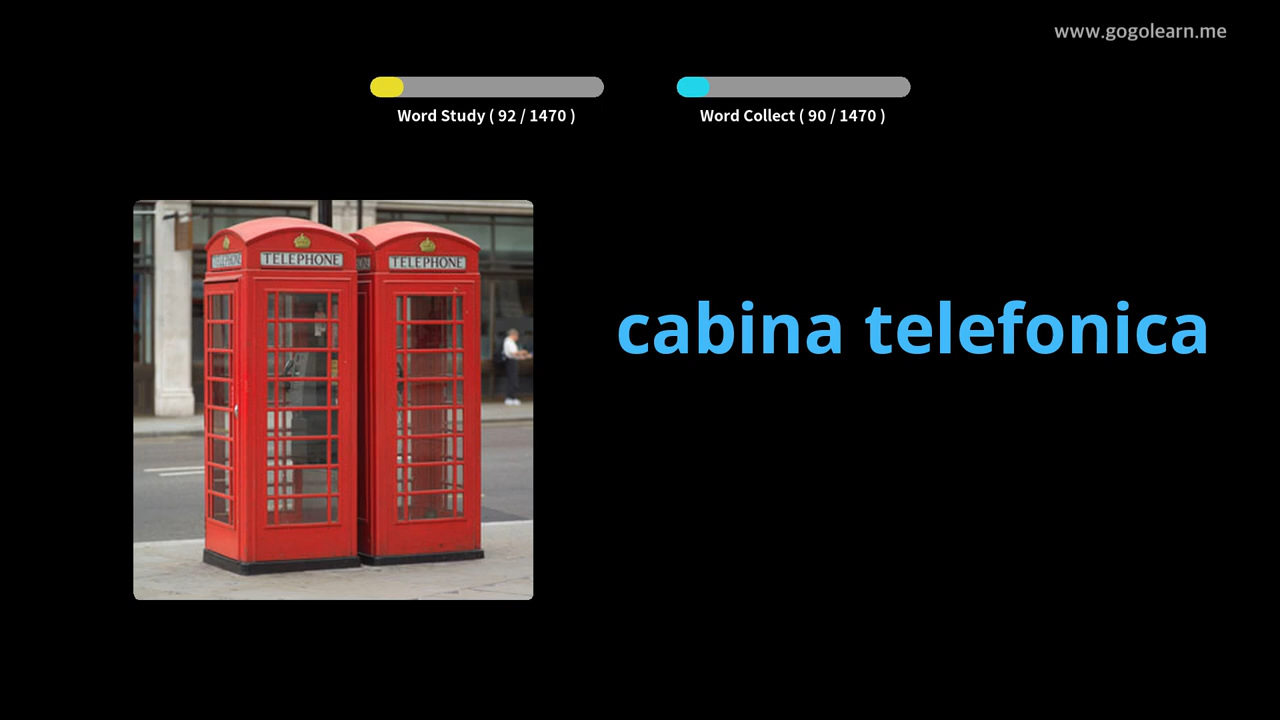 www.gogolearn.me
Word Study ( 92 / 1470 )
Word Collect ( 90 / 1470 )
TELEPHONE
TELEPHONE
cabina telefonica